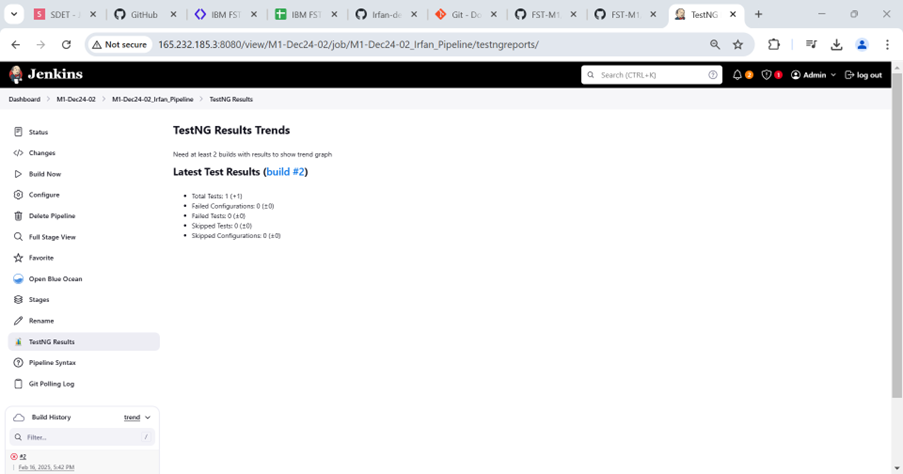 SDET - A
GitHub
IBM FST
IBM FST
Irfan-de
Git - Do
FST-M1
FST-M1
TestNG
Not secure
165.232.185.3:8080/view/M1-Dec24-02/job/M1-Dec24-02_Irfan_Pipeline/testngreports/
Jenkins
Search (CTRL+K)
2
1
Admin
log out
Dashboard > M1-Dec24-02 > M1-Dec24-02_Irfan_Pipeline > TestNG Results
Status
Changes
Build Now
Configure
Delete Pipeline
Full Stage View
Favorite
Open Blue Ocean
Stages
Rename
TestNG Results
Pipeline Syntax
Git Polling Log
Build History
trend
Filter...
/
#2
Feb 16, 2025, 5:42 PM
TestNG Results Trends
Need at least 2 builds with results to show trend graph
Latest Test Results (build #2)
Total Tests: 1 (+1)
Failed Configurations: 0 (±0)
Failed Tests: 0 (±0)
Skipped Tests: 0 (±0)
Skipped Configurations: 0 (±0)